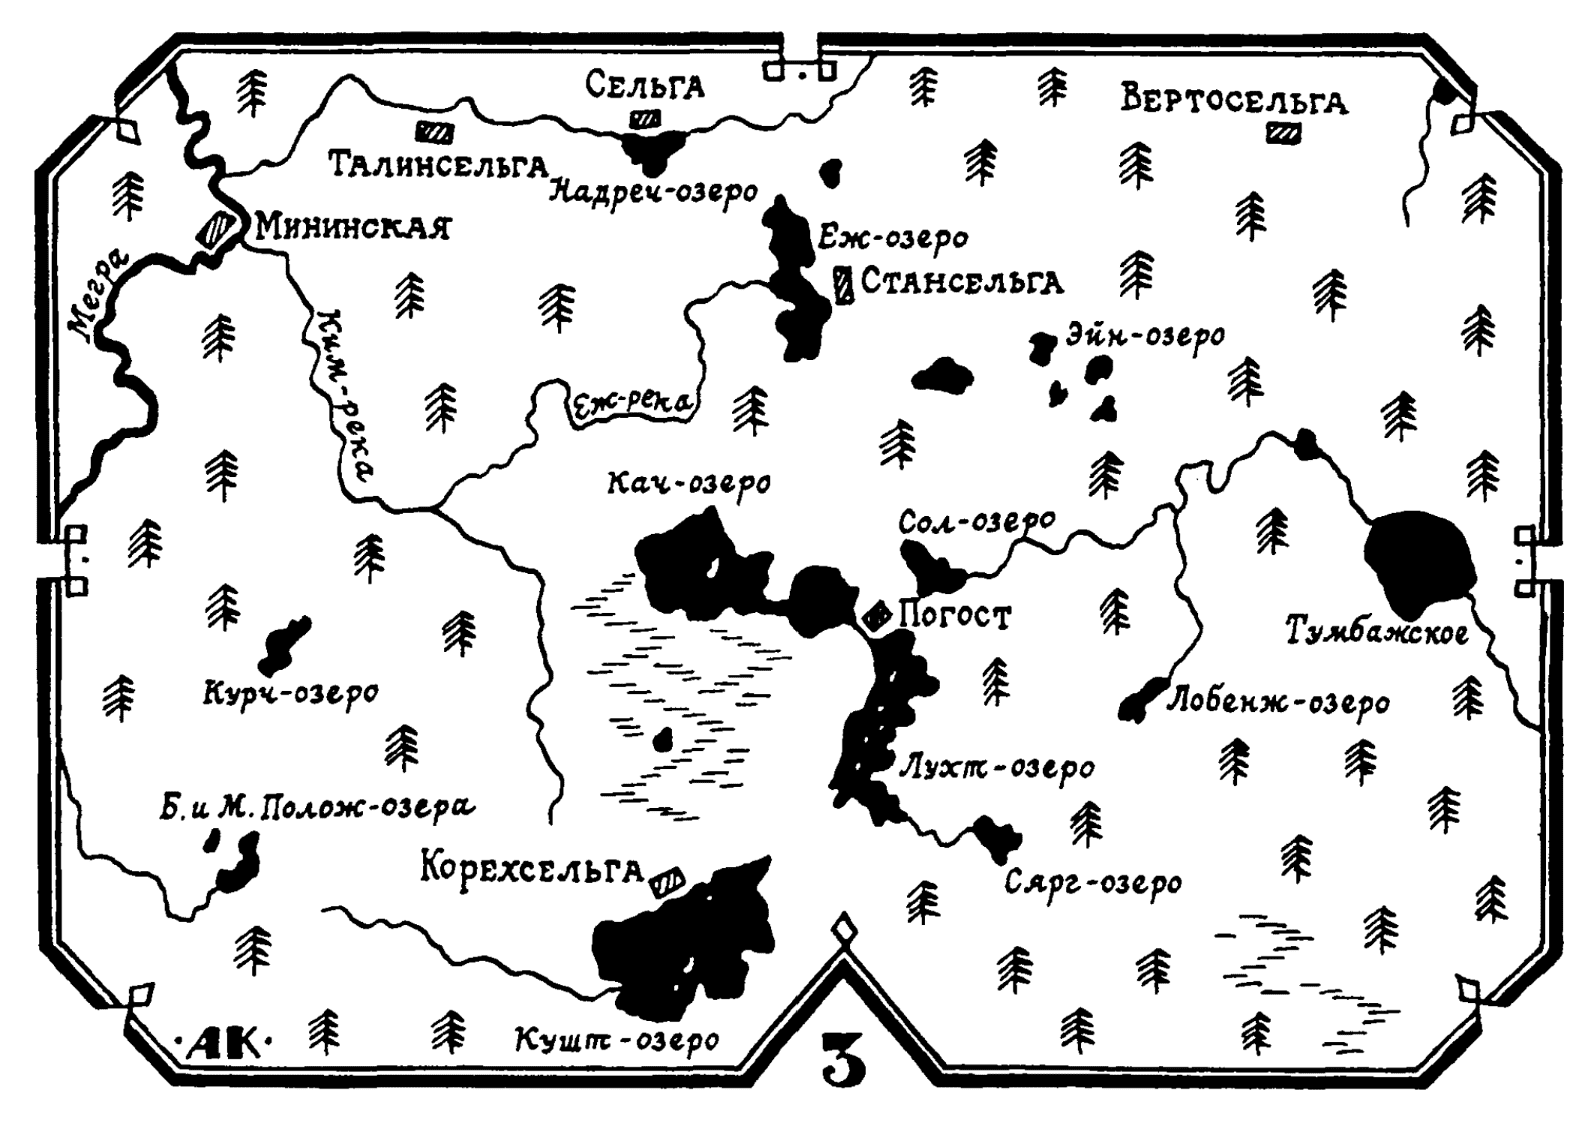 Сельга
Вертосельга
Талинсельга
Надреч-озеро
Мининская
Еж-озеро
Мегра
Стансельга
Ким-река
Эйн-озеро
Еж-река
Кач-озеро
Сол-озеро
Погост
Тумбажское
Курч-озеро
Лобенж-озеро
Лухт-озеро
Б. и М. Полож-озера
Корехсельга
Сярг-озеро
·АК·
Кушт-озеро
3